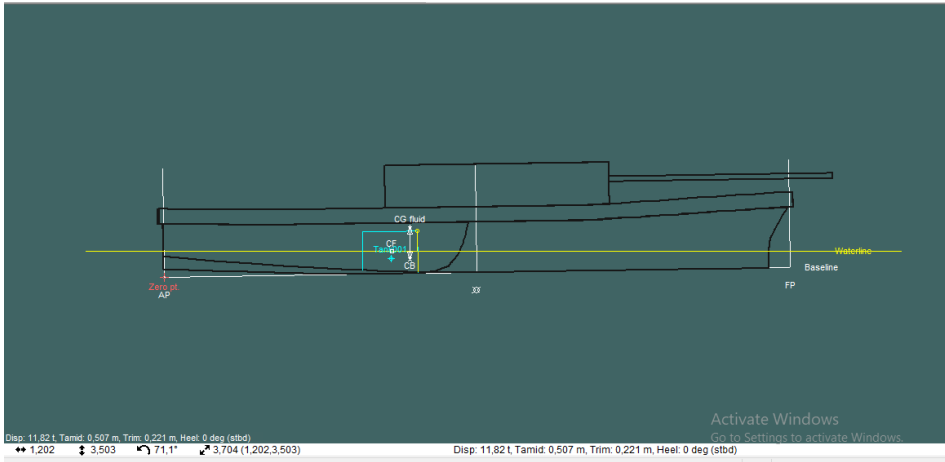 CG fluid
CF
Tank001
CB
Waterline
Baseline
Zero pt.
AP
FP
Activate Windows
Go to Settings to activate Windows.
Disp: 11,82 t, Tamid: 0,507 m, Trim: 0,221 m, Heel: 0 deg (stbd)
1,202 3,503 71,1° 3,704 (1,202,3,503) Disp: 11,82 t, Tamid: 0,507 m, Trim: 0,221 m, Heel: 0 deg (stbd)